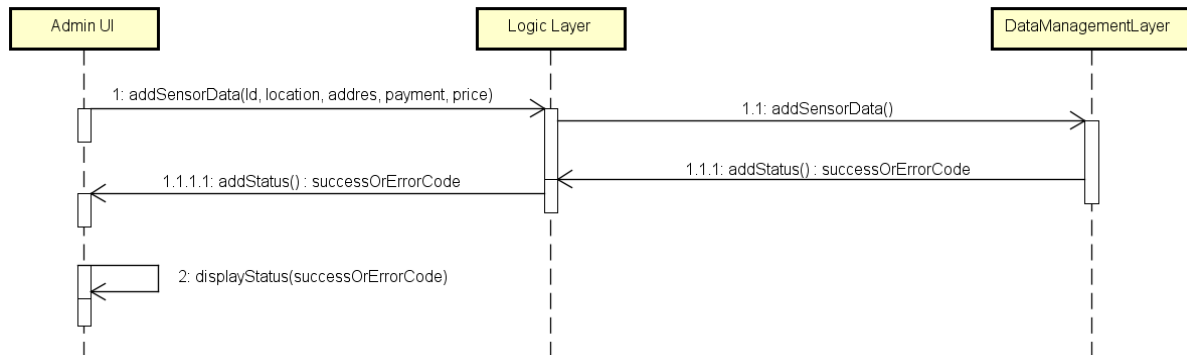 Admin UI
Logic Layer
DataManagementLayer
1: addSensorData(Id, location, addres, payment, price)
1.1: addSensorData()
1.1.1: addStatus() : successOrErrorCode
1.1.1.1: addStatus() : successOrErrorCode
2: displayStatus(successOrErrorCode)